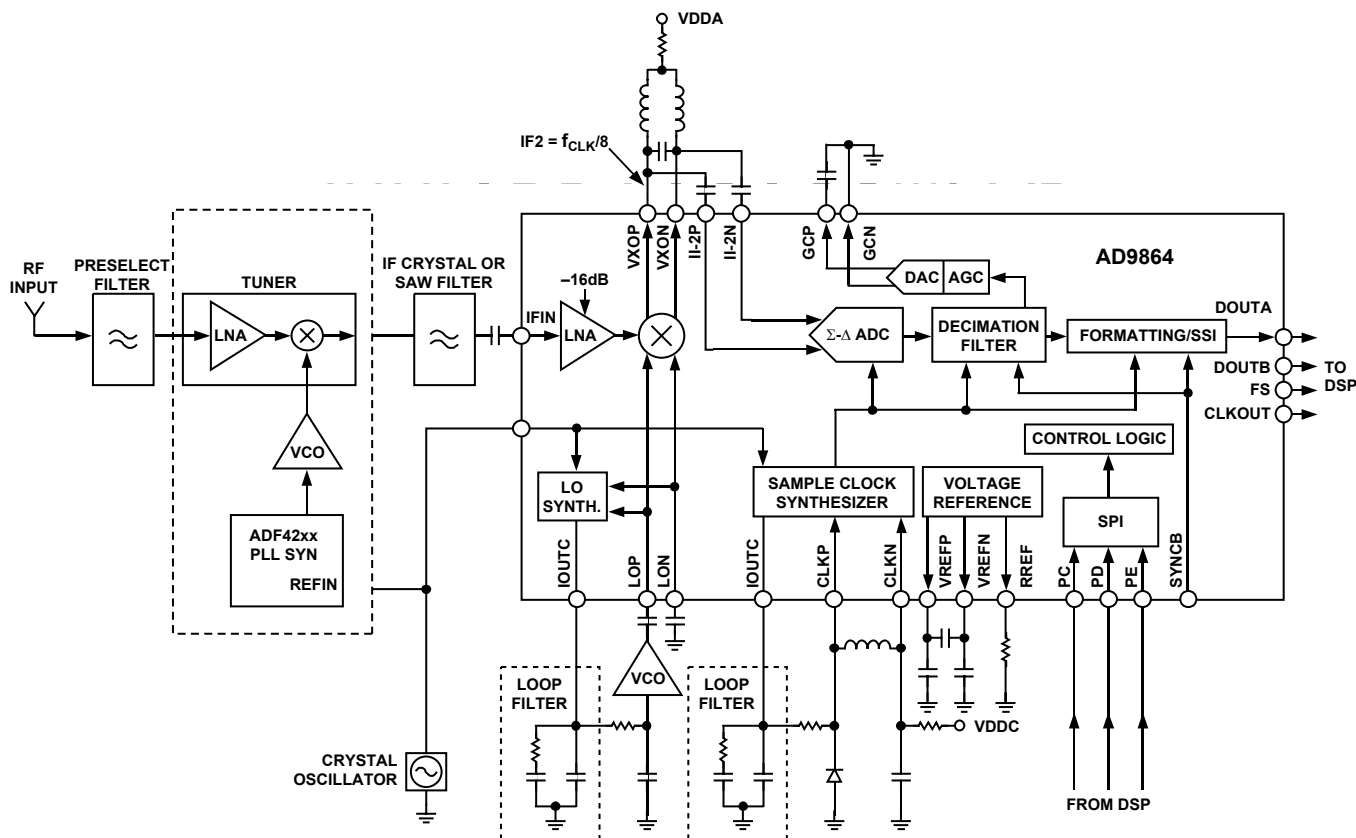 VDDA
IF2 = fCLK/8
VXOP
VXON
II-2P
II-2N
GCP
GCN
AD9864
RF
INPUT
PRESELECT
FILTER
TUNER
LNA
VCO
ADF42xx
PLL SYN
REFIN
IF CRYSTAL OR
SAW FILTER
IFIN
–16dB
LNA
DAC
AGC
Σ-Δ ADC
DECIMATION
FILTER
FORMATTING/SSI
DOUTA
DOUTB
FS
CLKOUT
TO
DSP
CONTROL LOGIC
LO
SYNTH.
SAMPLE CLOCK
SYNTHESIZER
VOLTAGE
REFERENCE
SPI
IOUTC
LOP
LON
IOUTC
CLKP
CLKN
VREFP
VREFN
RREF
PC
PD
PE
SYNCB
LOOP
FILTER
VCO
LOOP
FILTER
VDDC
CRYSTAL
OSCILLATOR
FROM DSP